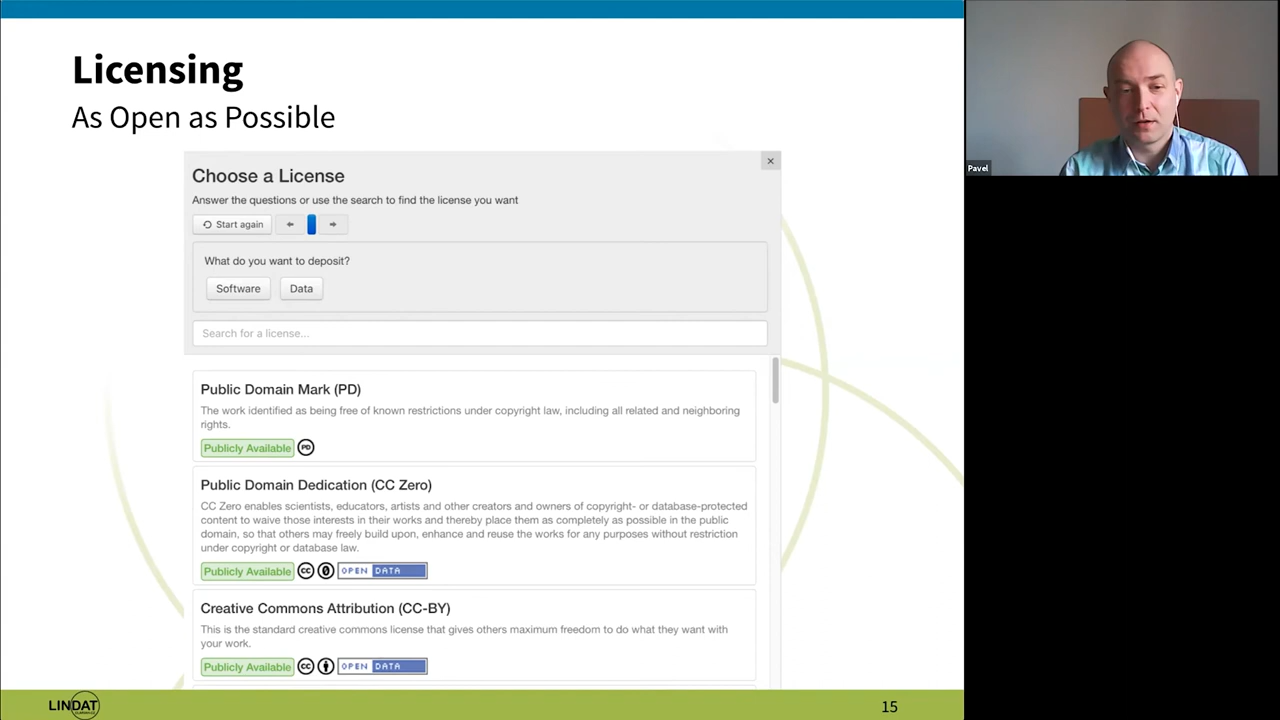 Licensing
As Open as Possible
Choose a License
Answer the questions or use the search to find the license you want
Start again
What do you want to deposit?
Software
Data
Search for a license...
Public Domain Mark (PD)
The work identified as being free of known restrictions under copyright law, including all related and neighboring
rights.
Publicly Available
PD
Public Domain Dedication (CC Zero)
CC Zero enables scientists, educators, artists and other creators and owners of copyright- or database-protected
content to waive those interests in their works and thereby place them as completely as possible in the public
domain, so that others may freely build upon, enhance and reuse the works for any purposes without restriction
under copyright or database law.
Publicly Available CC 0 OPEN DATA
Creative Commons Attribution (CC-BY)
This is the standard creative commons license that gives others maximum freedom to do what they want with
your work.
Publicly Available CC OPEN DATA
LINDAT
15
Pavel